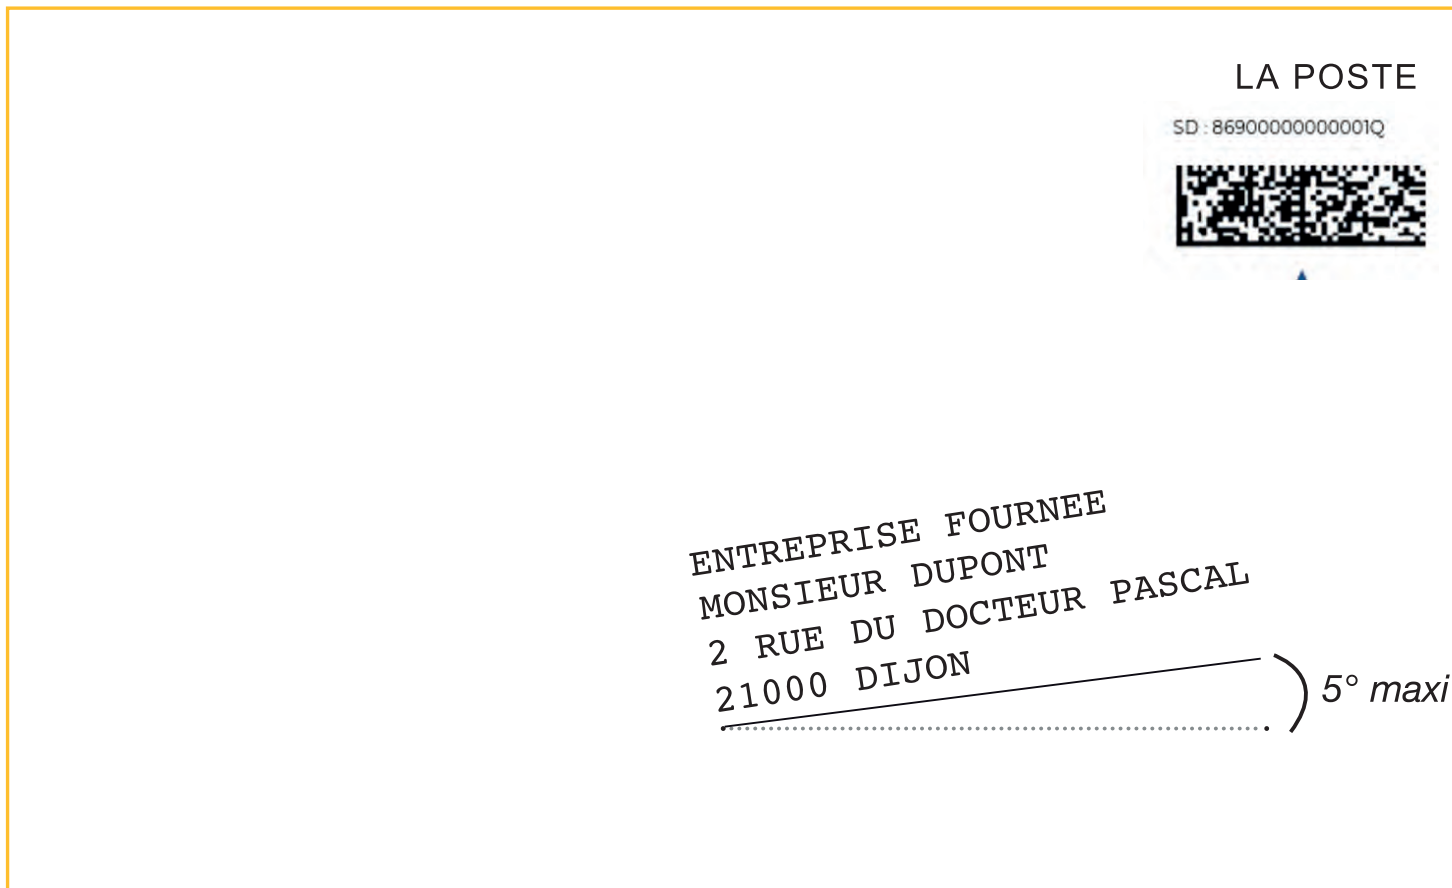 LA POSTE
SD : 86900000000001Q
ENTREPRISE FOURNEE
MONSIEUR DUPONT
2 RUE DU DOCTEUR PASCAL
21000 DIJON
5° maxi